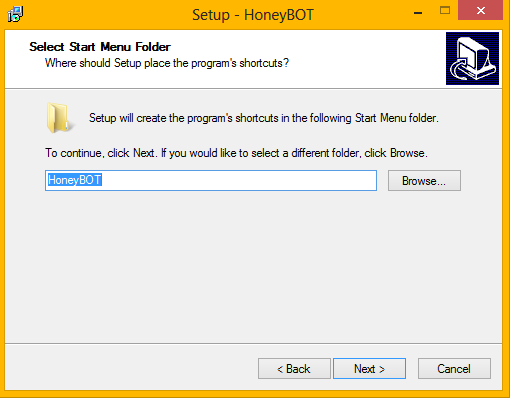 Setup - HoneyBOT
Select Start Menu Folder
Where should Setup place the program's shortcuts?
Setup will create the program's shortcuts in the following Start Menu folder.
To continue, click Next. If you would like to select a different folder, click Browse.
HoneyBOT
Browse...
< Back
Next >
Cancel